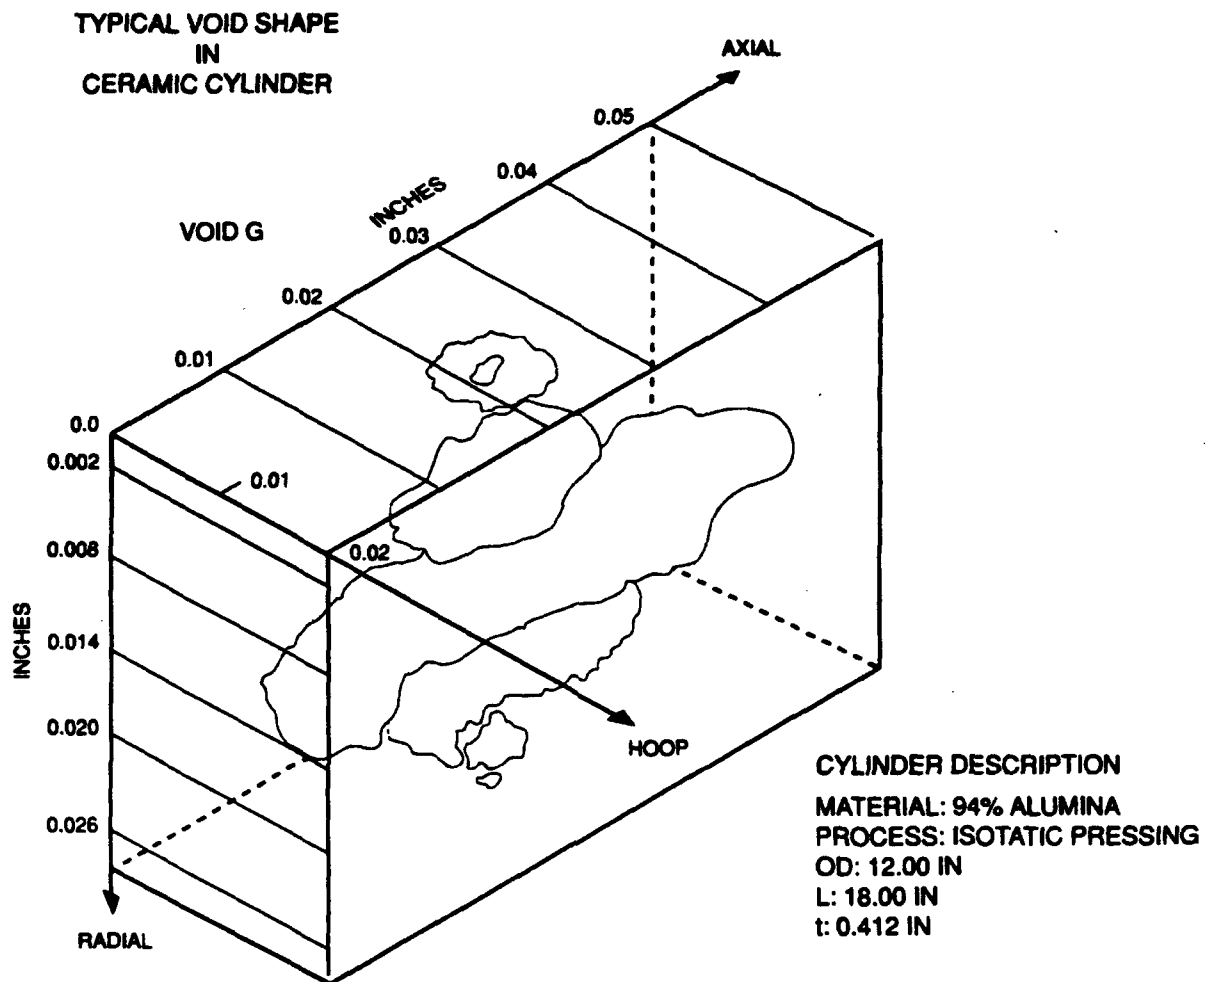 TYPICAL VOID SHAPE
IN
CERAMIC CYLINDER
AXIAL
0.05
0.04
INCHES
VOID G
0.03
0.02
0.01
0.0
0.002
0.01
0.008
0.02
0.014
INCHES
0.020
HOOP
0.026
RADIAL
CYLINDER DESCRIPTION
MATERIAL: 94% ALUMINA
PROCESS: ISOTATIC PRESSING
OD: 12.00 IN
L: 18.00 IN
t: 0.412 IN